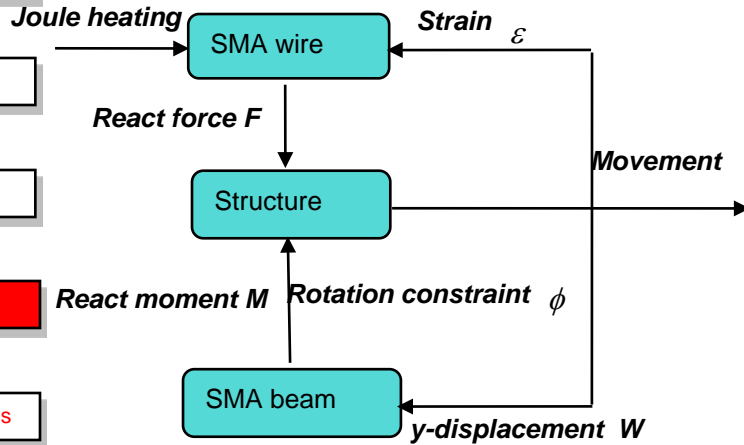 Joule heating
SMA wire
Strain ε
React force F
Movement
Structure
React moment M
Rotation constraint ϕ
SMA beam
s
y-displacement W